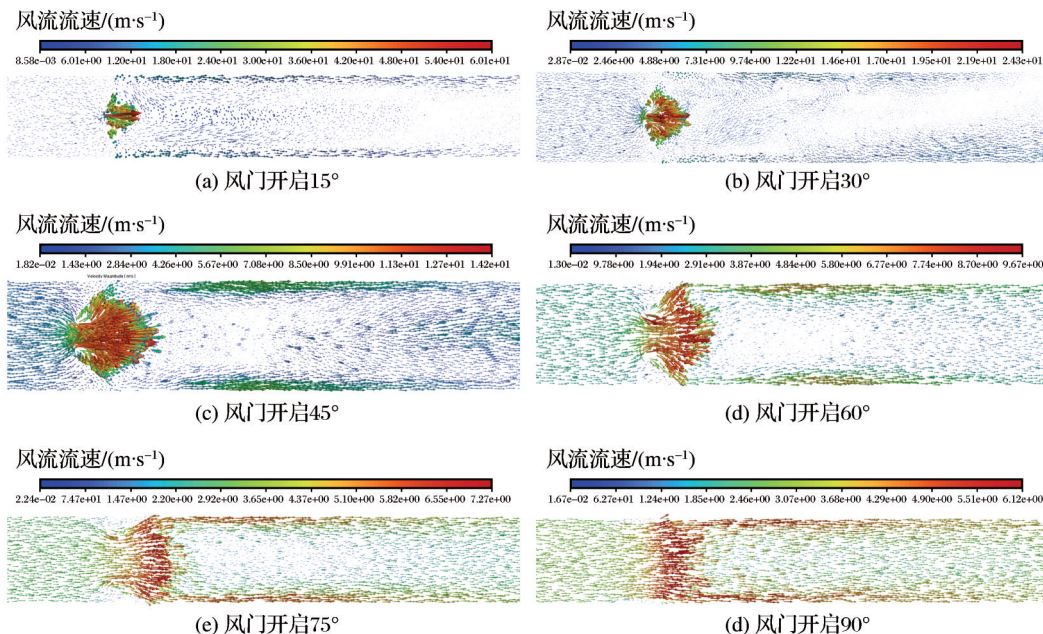 风流流速/(m·s⁻¹)
8.58e−03 6.01e+00 1.20e+01 1.80e+01 2.40e+01 3.00e+01 3.60e+01 4.20e+01 4.80e+01 5.40e+01 6.01e+01
(a) 风门开启15°
风流流速/(m·s⁻¹)
2.87e−02 2.46e+00 4.88e+00 7.31e+00 9.74e+00 1.22e+01 1.46e+01 1.70e+01 1.95e+01 2.19e+01 2.43e+01
(b) 风门开启30°
风流流速/(m·s⁻¹)
1.82e−02 1.43e+00 2.84e+00 4.26e+00 5.67e+00 7.08e+00 8.50e+00 9.91e+01 1.13e+01 1.27e+01 1.42e+01
Velocity Magnitude [ m/s ]
(c) 风门开启45°
风流流速/(m·s⁻¹)
1.30e−02 9.78e+01 1.94e+00 2.91e+00 3.87e+00 4.84e+00 5.80e+00 6.77e+00 7.74e+00 8.70e+00 9.67e+00
(d) 风门开启60°
风流流速/(m·s⁻¹)
2.24e−02 7.47e+01 1.47e+00 2.20e+00 2.92e+00 3.65e+00 4.37e+00 5.10e+00 5.82e+00 6.55e+00 7.27e+00
(e) 风门开启75°
风流流速/(m·s⁻¹)
1.67e−02 6.27e+01 1.24e+00 1.85e+00 2.46e+00 3.07e+00 3.68e+00 4.29e+00 4.90e+00 5.51e+00 6.12e+00
(d) 风门开启90°